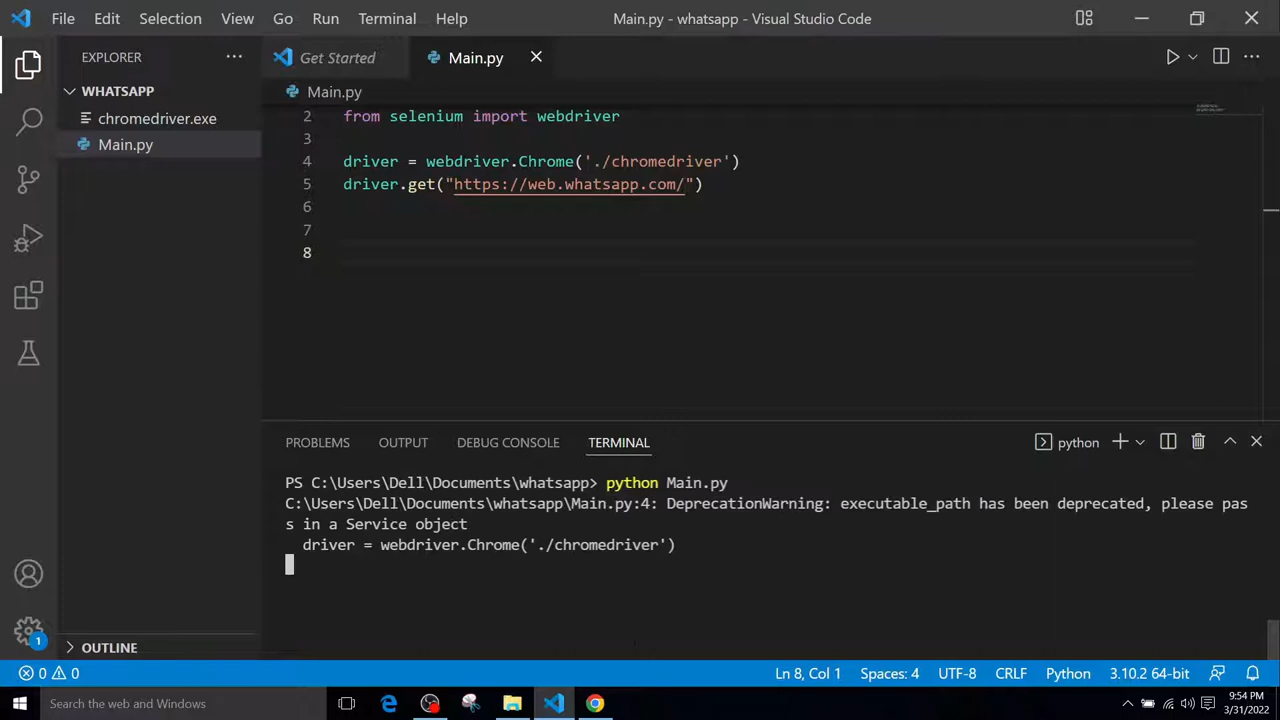 File Edit Selection View Go Run Terminal Help Main.py - whatsapp - Visual Studio Code
EXPLORER
Get Started
Main.py
WHATSAPP
chromedriver.exe
Main.py
Main.py
2 from selenium import webdriver
3
4 driver = webdriver.Chrome('./chromedriver')
5 driver.get("https://web.whatsapp.com/")
6
7
8
PROBLEMS OUTPUT DEBUG CONSOLE TERMINAL python
PS C:\Users\Dell\Documents\whatsapp> python Main.py
C:\Users\Dell\Documents\whatsapp\Main.py:4: DeprecationWarning: executable_path has been deprecated, please pas
s in a Service object
driver = webdriver.Chrome('./chromedriver')
1
OUTLINE
0 0 Ln 8, Col 1 Spaces: 4 UTF-8 CRLF Python 3.10.2 64-bit
Search the web and Windows
9:54 PM
3/31/2022